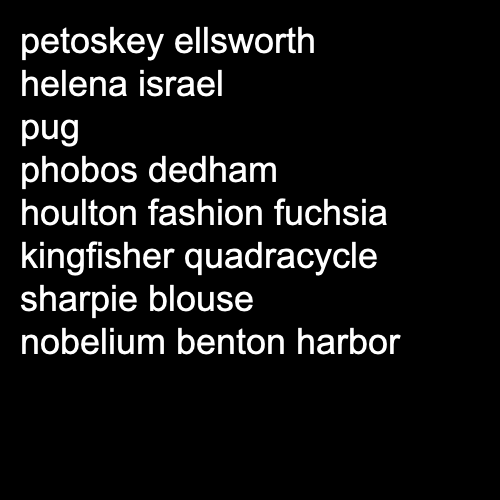 petoskey ellsworth
helena israel
pug
phobos dedham
houlton fashion fuchsia
kingfisher quadracycle
sharpie blouse
nobelium benton harbor